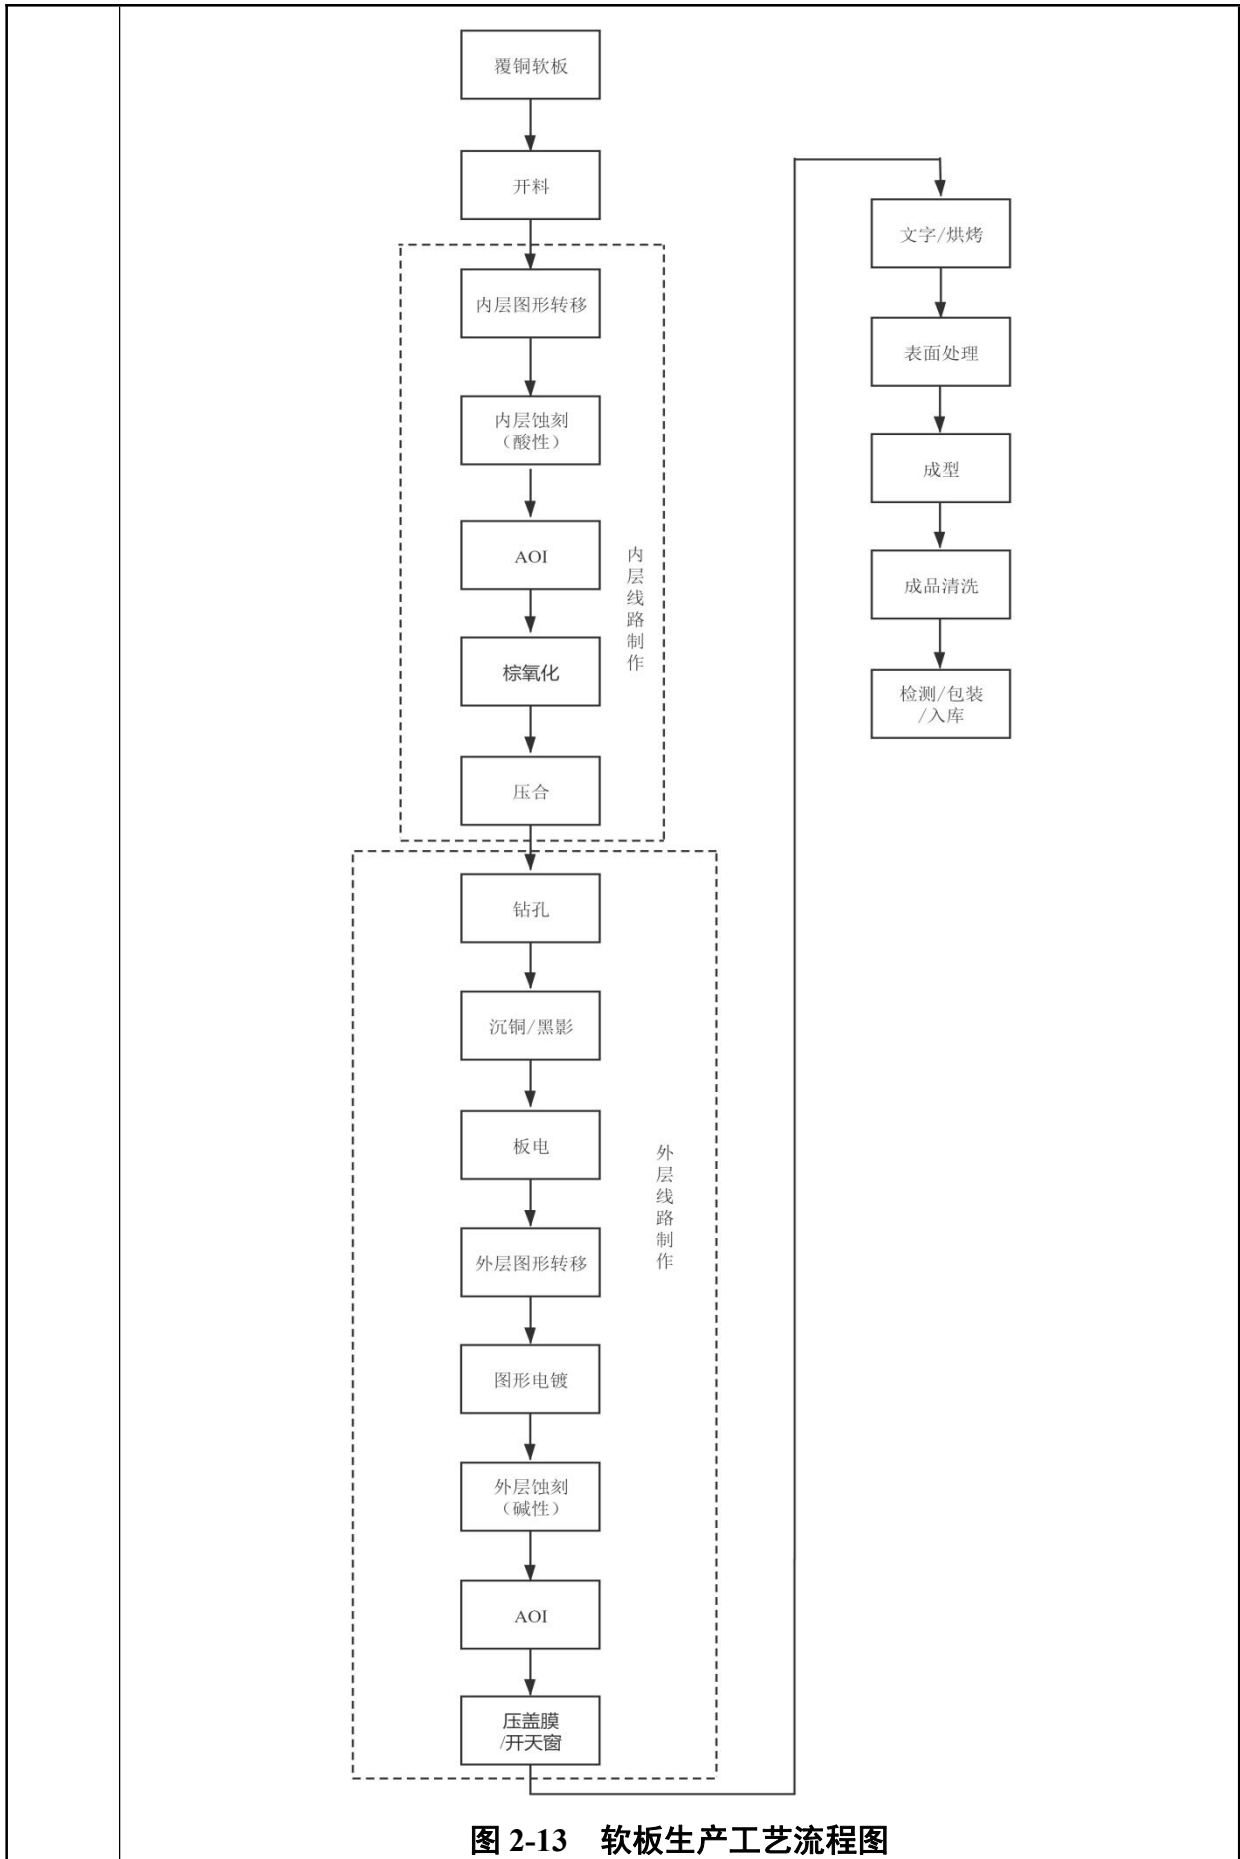 覆铜软板
开料
内层图形转移
内层蚀刻
（酸性）
AOI
棕氧化
压合
内层线路制作
钻孔
沉铜/黑影
板电
外层图形转移
图形电镀
外层蚀刻
（碱性）
AOI
压盖膜
/开天窗
外层线路制作
文字/烘烤
表面处理
成型
成品清洗
检测/包装
/入库
图 2-13 软板生产工艺流程图